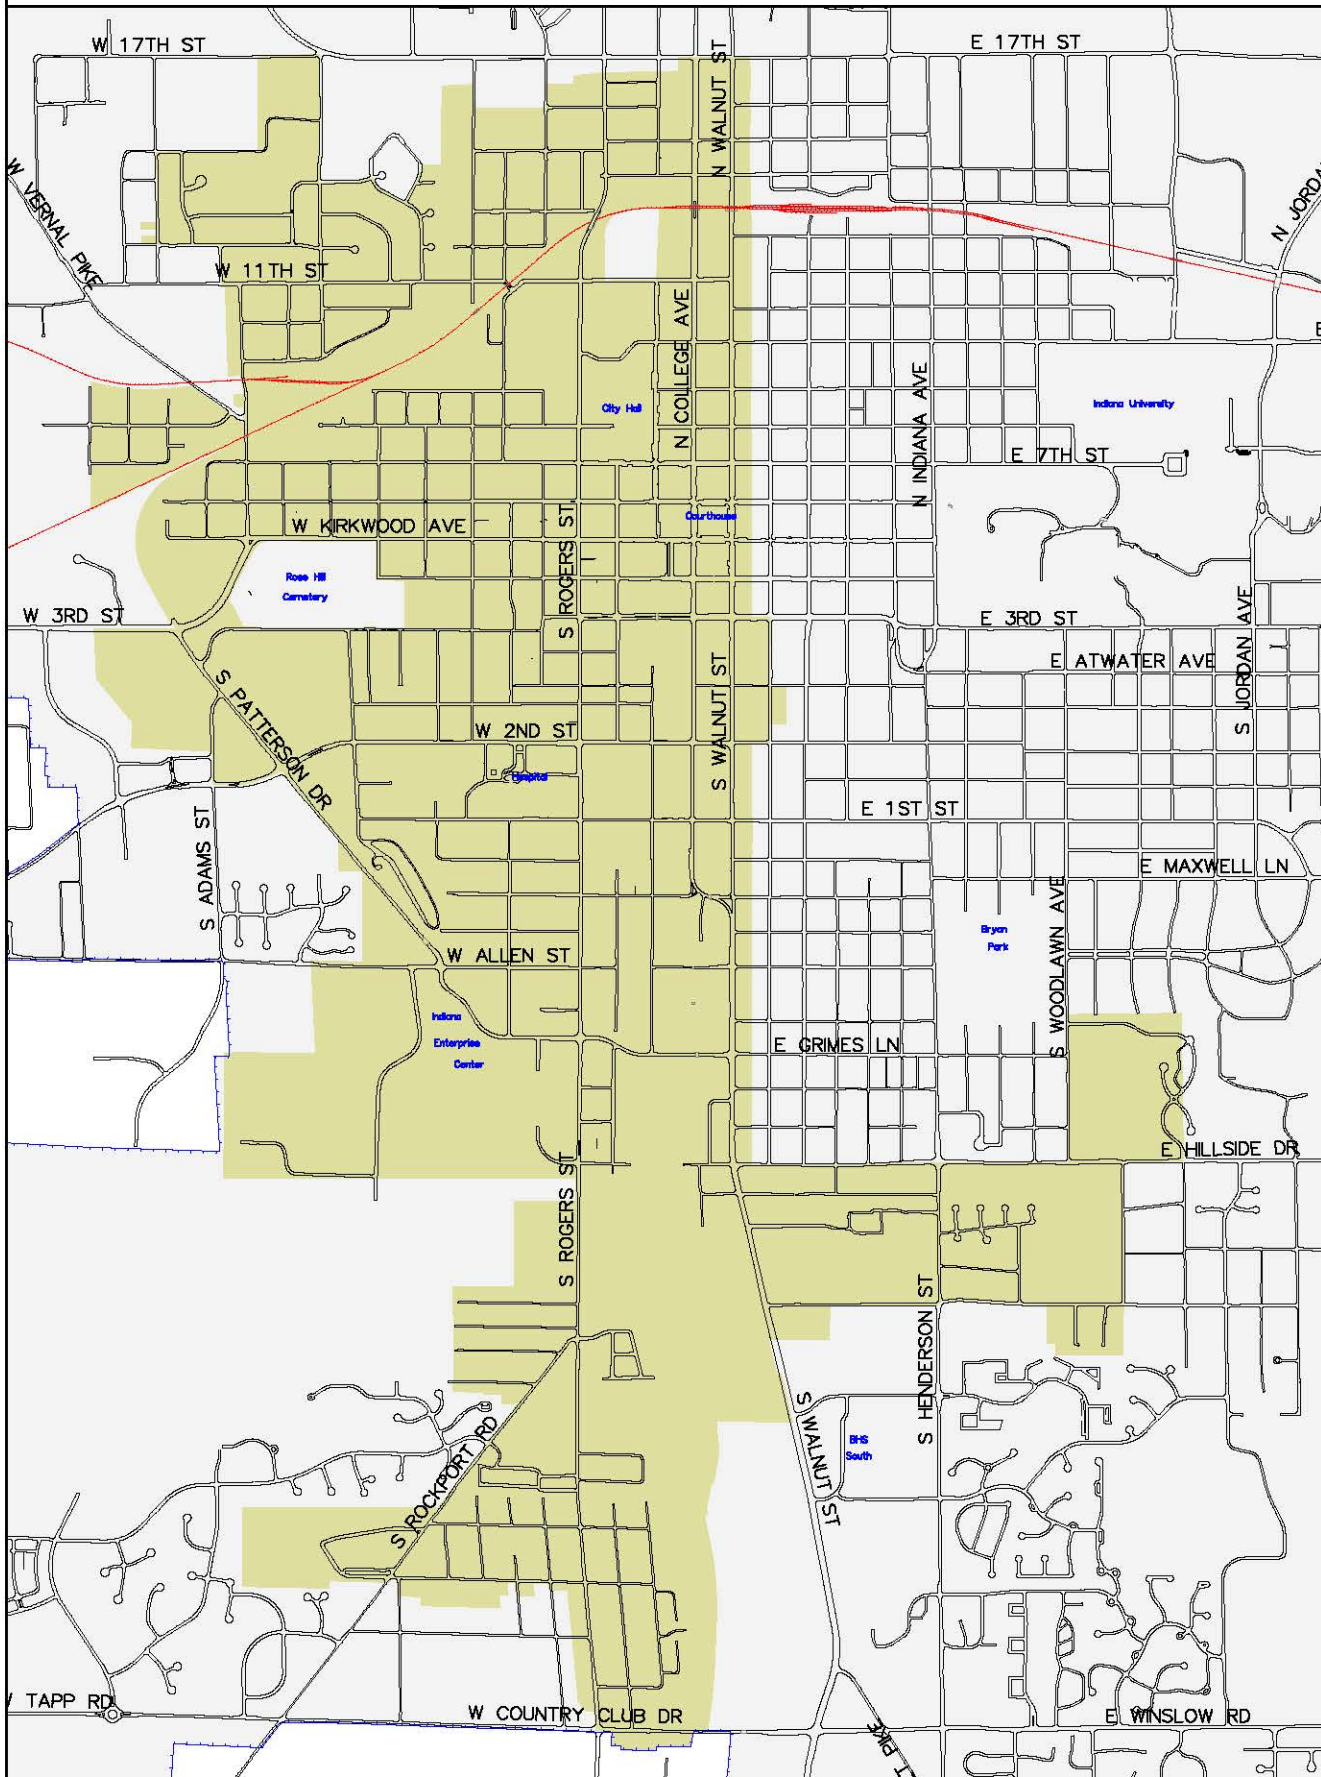 W 17TH ST
E 17TH ST
N WALNUT ST
W VERNAL PIKE
N JORDA
W 11TH ST
N COLLEGE AVE
E
City Hall
N INDIANA AVE
Indiana University
E 7TH ST
W KIRKWOOD AVE
S ROGERS ST
Courthouse
Rose Hill
Cemetery
W 3RD ST
E 3RD ST
S JORDAN AVE
E ATWATER AVE
S PATTERSON DR
S WALNUT ST
W 2ND ST
Hospital
E 1ST ST
S ADAMS ST
E MAXWELL LN
S WOODLAWN AVE
Bryan
Park
W ALLEN ST
Indiana
Enterprise
Center
E GRIMES LN
E HILLSIDE DR
S ROGERS ST
S HENDERSON ST
S ROCKPORT RD
S WALNUT ST
BHS
South
W TAPP RD
W COUNTRY CLUB DR
E WINSLOW RD
T PIKE